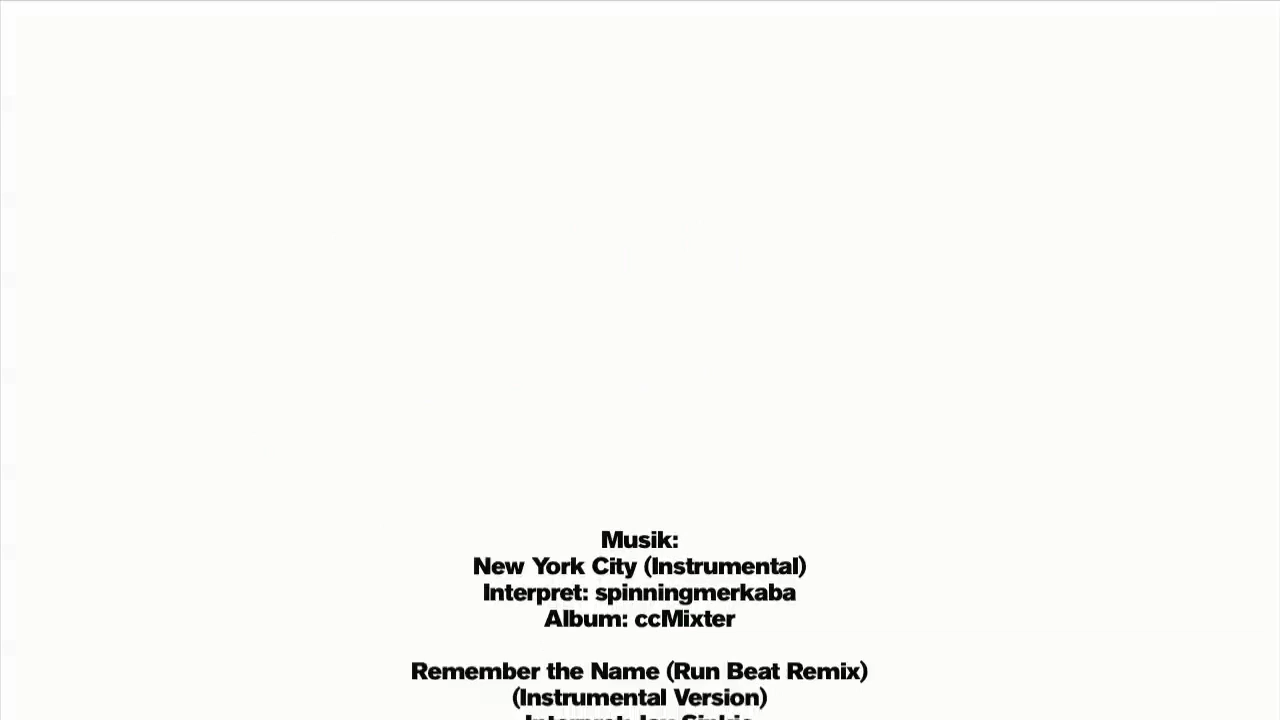 Musik:
New York City (Instrumental)
Interpret: spinningmerkaba
Album: ccMixter
Remember the Name (Run Beat Remix)
(Instrumental Version)